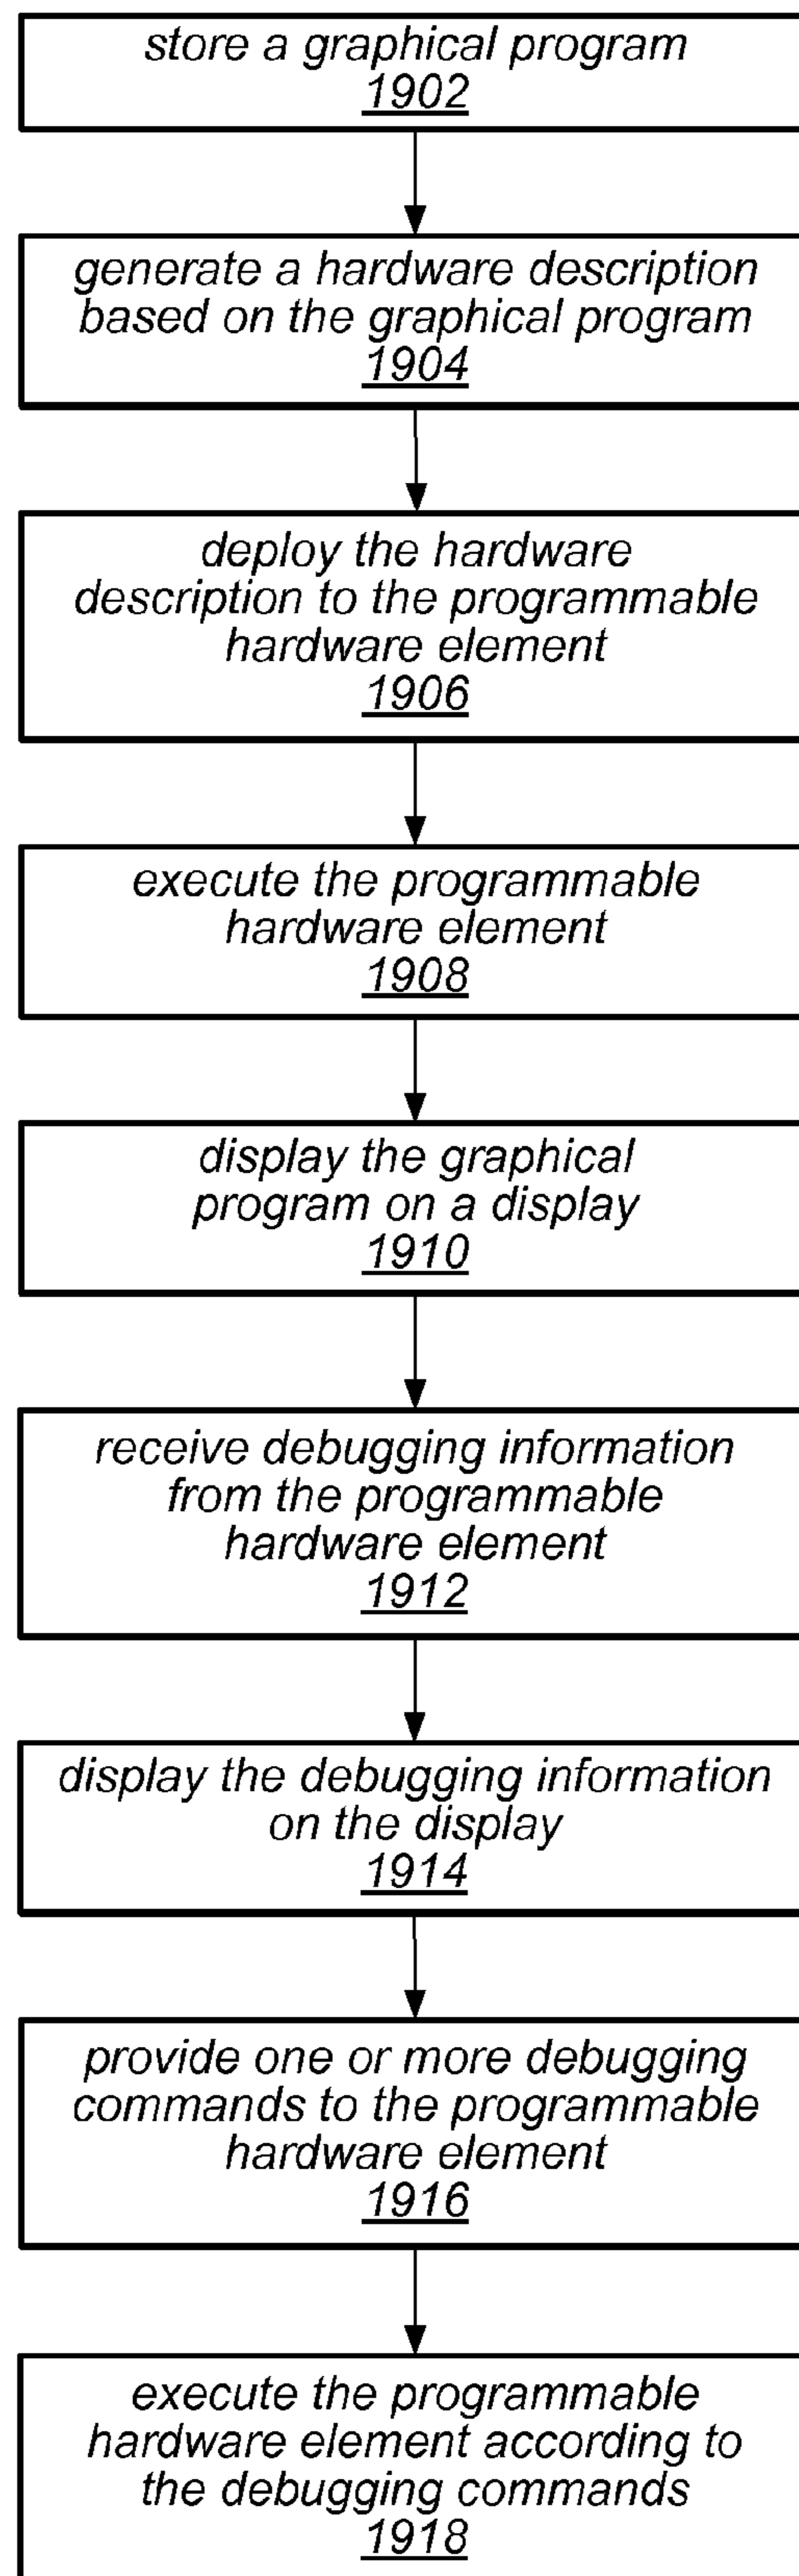 store a graphical program
1902
generate a hardware description
based on the graphical program
1904
deploy the hardware
description to the programmable
hardware element
1906
execute the programmable
hardware element
1908
display the graphical
program on a display
1910
receive debugging information
from the programmable
hardware element
1912
display the debugging information
on the display
1914
provide one or more debugging
commands to the programmable
hardware element
1916
execute the programmable
hardware element according to
the debugging commands
1918